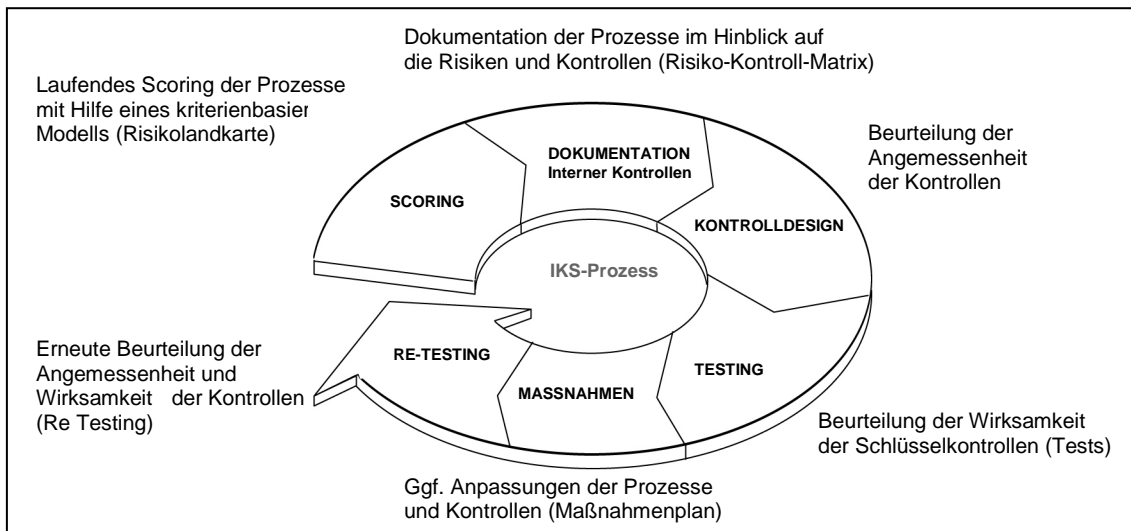 Dokumentation der Prozesse im Hinblick auf
die Risiken und Kontrollen (Risiko-Kontroll-Matrix)
Laufendes Scoring der Prozesse
mit Hilfe eines kriterienbasier
Modells (Risikolandkarte)
Beurteilung der
Angemessenheit
der Kontrollen
DOKUMENTATION
Interner Kontrollen
SCORING
KONTROLLDESIGN
IKS-Prozess
Erneute Beurteilung der
Angemessenheit und
Wirksamkeit der Kontrollen
(Re Testing)
RE-TESTING
MASSNAHMEN
TESTING
Beurteilung der Wirksamkeit
der Schlüsselkontrollen (Tests)
Ggf. Anpassungen der Prozesse
und Kontrollen (Maßnahmenplan)